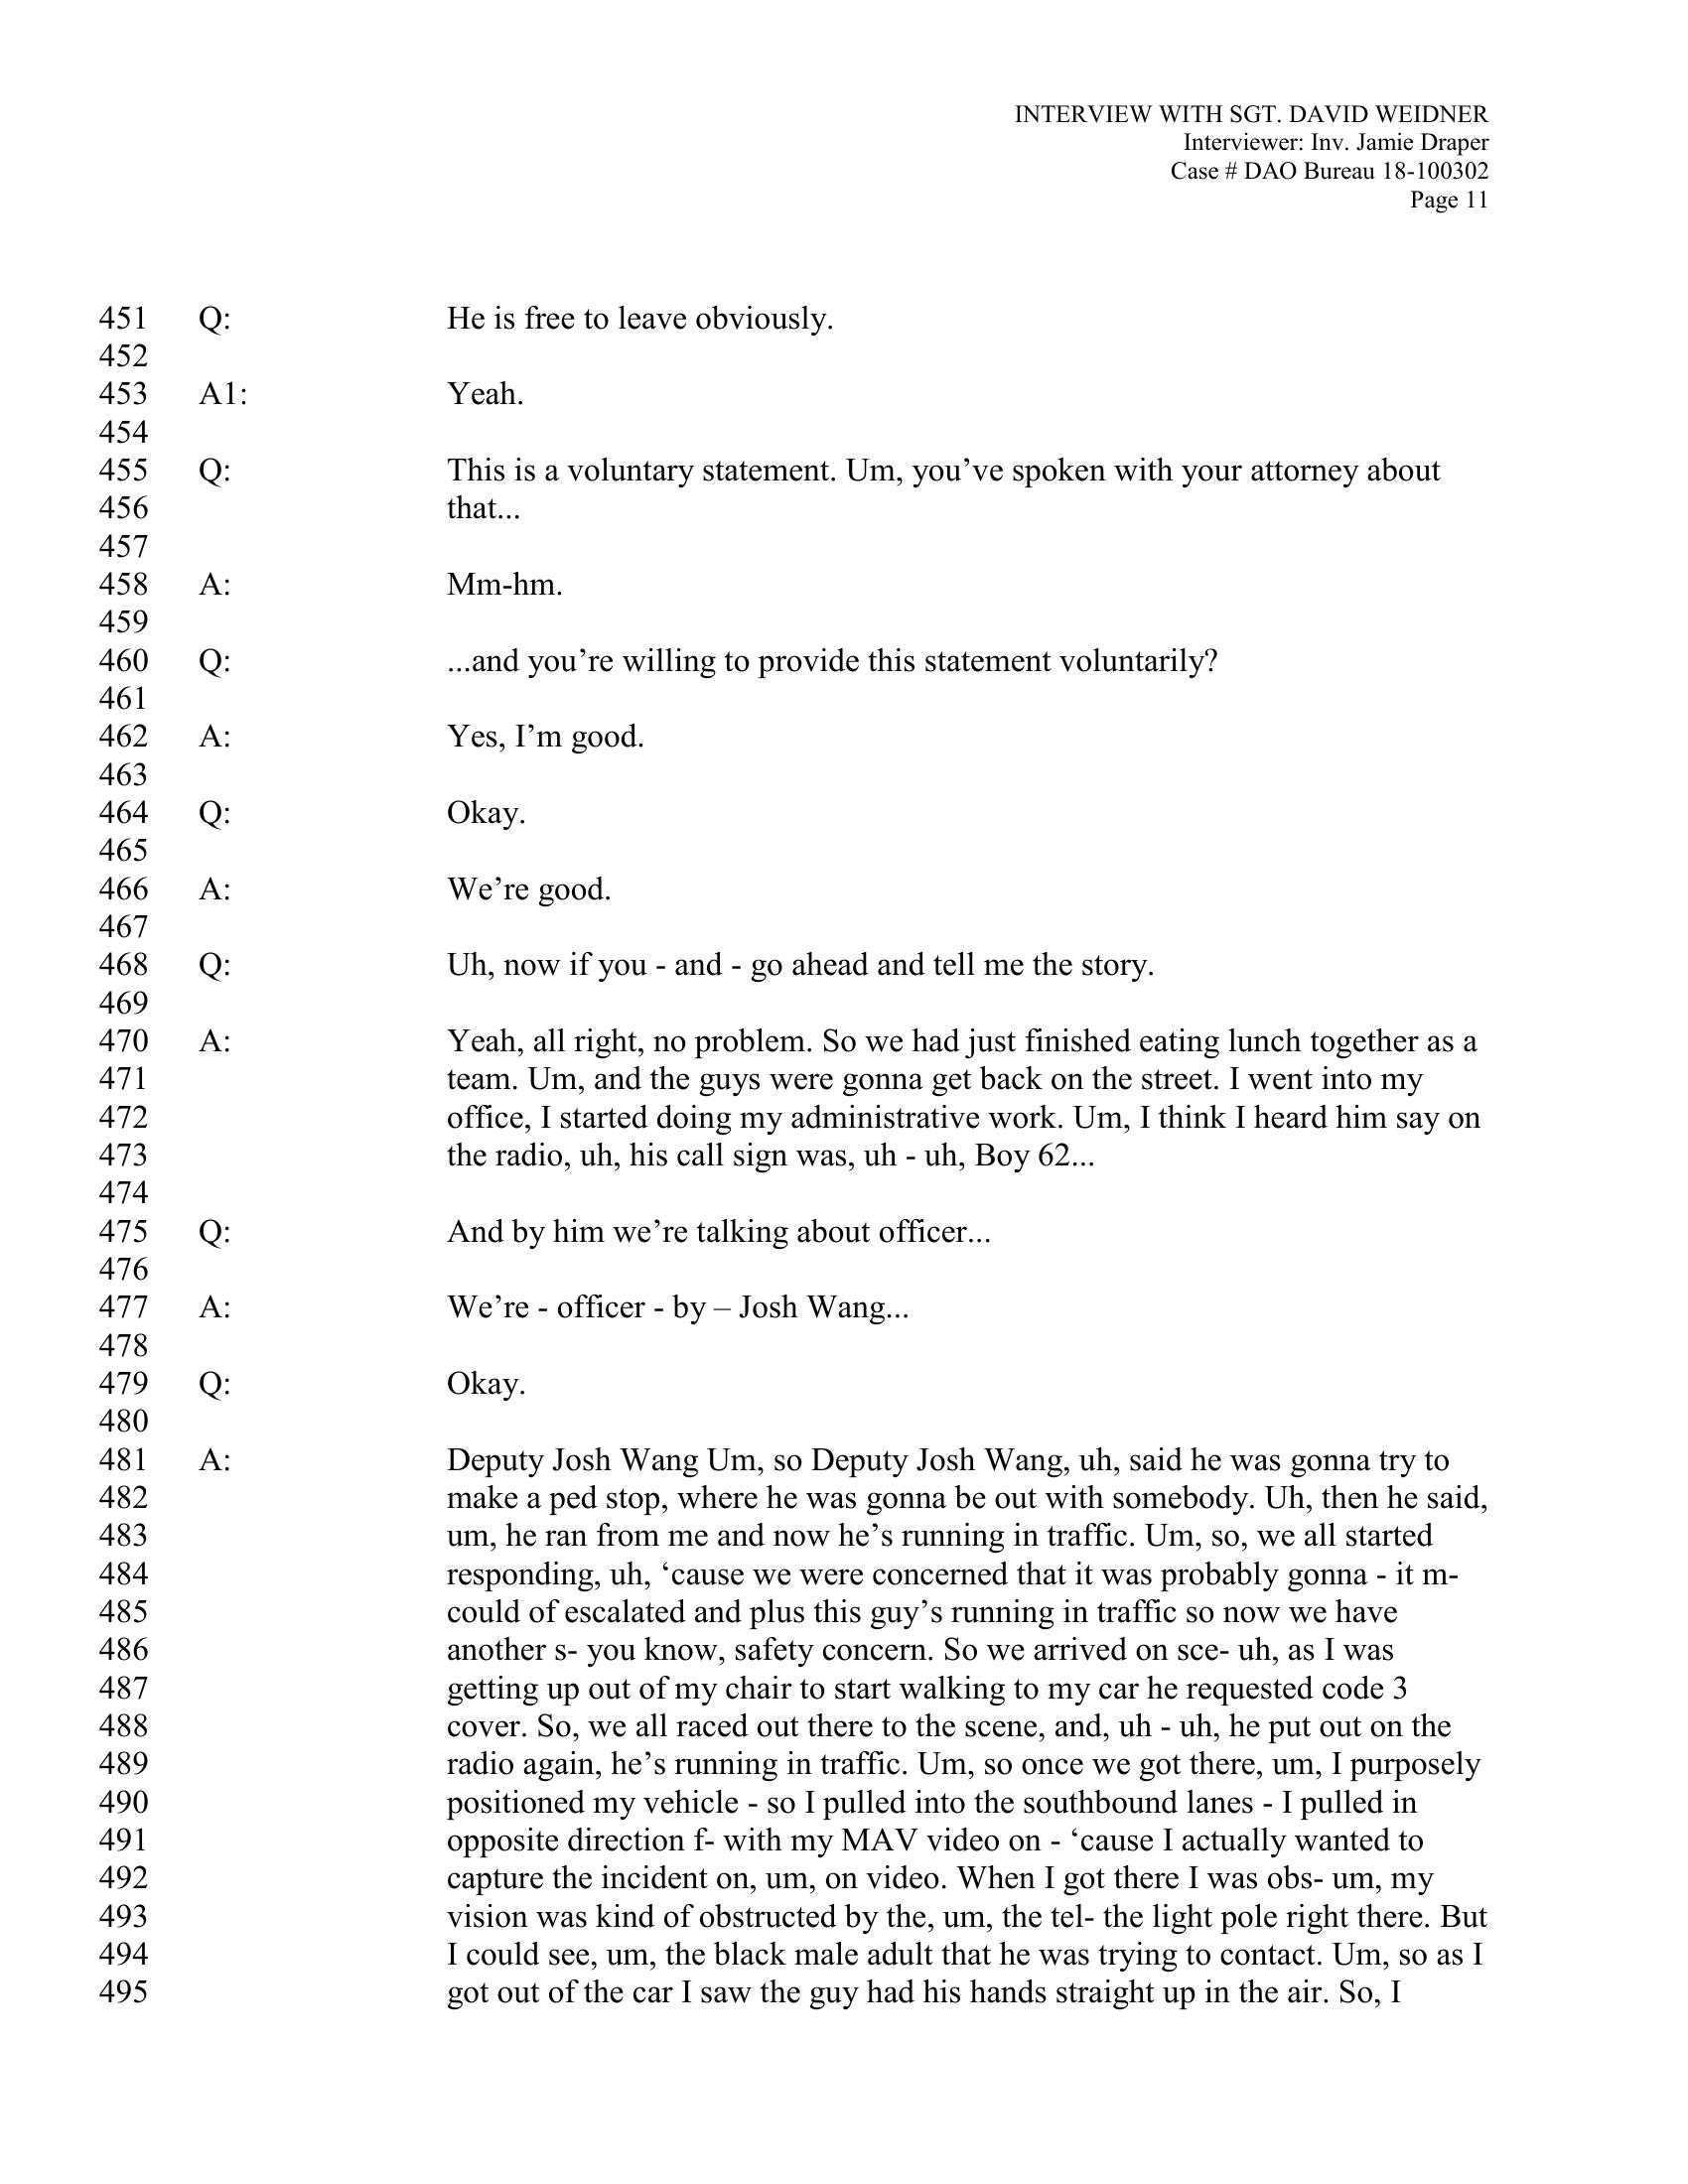 INTERVIEW WITH SGT. DAVID WEIDNER
Interviewer: Inv. Jamie Draper
Case # DAO Bureau 18-100302
Page 11
451 Q: He is free to leave obviously.
452
453 A1: Yeah.
454
455 Q: This is a voluntary statement. Um, you’ve spoken with your attorney about
456 that...
457
458 A: Mm-hm.
459
460 Q: ...and you’re willing to provide this statement voluntarily?
461
462 A: Yes, I’m good.
463
464 Q: Okay.
465
466 A: We’re good.
467
468 Q: Uh, now if you - and - go ahead and tell me the story.
469
470 A: Yeah, all right, no problem. So we had just finished eating lunch together as a
471 team. Um, and the guys were gonna get back on the street. I went into my
472 office, I started doing my administrative work. Um, I think I heard him say on
473 the radio, uh, his call sign was, uh - uh, Boy 62...
474
475 Q: And by him we’re talking about officer...
476
477 A: We’re - officer - by – Josh Wang...
478
479 Q: Okay.
480
481 A: Deputy Josh Wang Um, so Deputy Josh Wang, uh, said he was gonna try to
482 make a ped stop, where he was gonna be out with somebody. Uh, then he said,
483 um, he ran from me and now he’s running in traffic. Um, so, we all started
484 responding, uh, ‘cause we were concerned that it was probably gonna - it m-
485 could of escalated and plus this guy’s running in traffic so now we have
486 another s- you know, safety concern. So we arrived on sce- uh, as I was
487 getting up out of my chair to start walking to my car he requested code 3
488 cover. So, we all raced out there to the scene, and, uh - uh, he put out on the
489 radio again, he’s running in traffic. Um, so once we got there, um, I purposely
490 positioned my vehicle - so I pulled into the southbound lanes - I pulled in
491 opposite direction f- with my MAV video on - ‘cause I actually wanted to
492 capture the incident on, um, on video. When I got there I was obs- um, my
493 vision was kind of obstructed by the, um, the tel- the light pole right there. But
494 I could see, um, the black male adult that he was trying to contact. Um, so as I
495 got out of the car I saw the guy had his hands straight up in the air. So, I